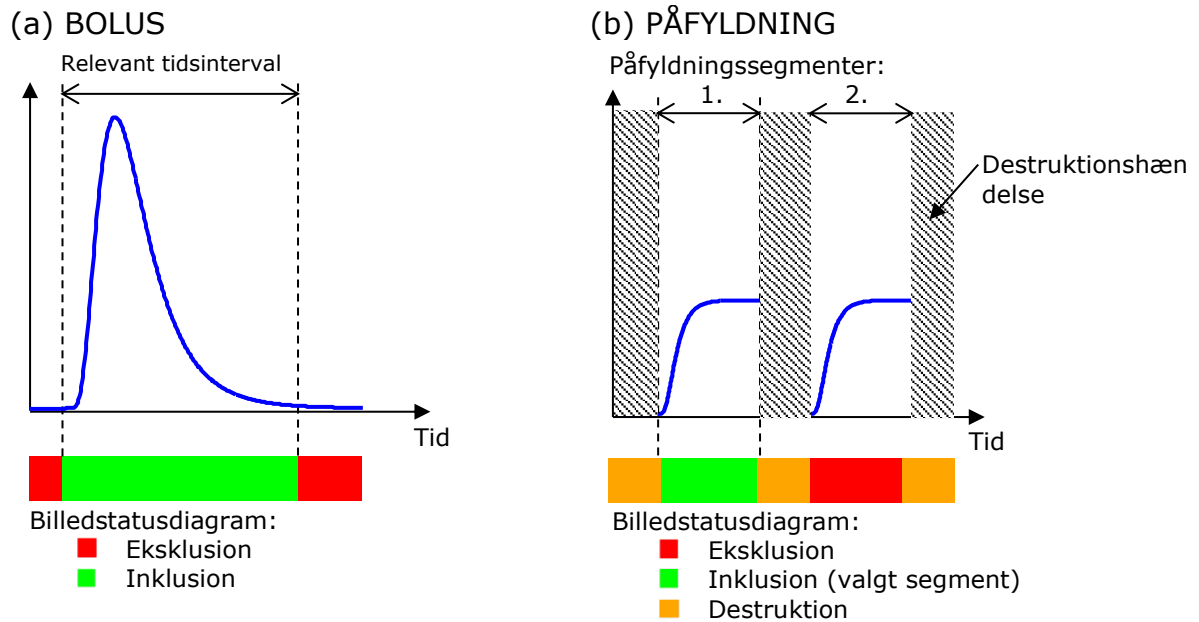 (a) BOLUS
Relevant tidsinterval
Tid
Billedstatusdiagram:
Eksklusion
Inklusion
(b) PÅFYLDNING
Påfyldningssegmenter:
1.
2.
Destruktionshæn
delse
Tid
Billedstatusdiagram:
Eksklusion
Inklusion (valgt segment)
Destruktion